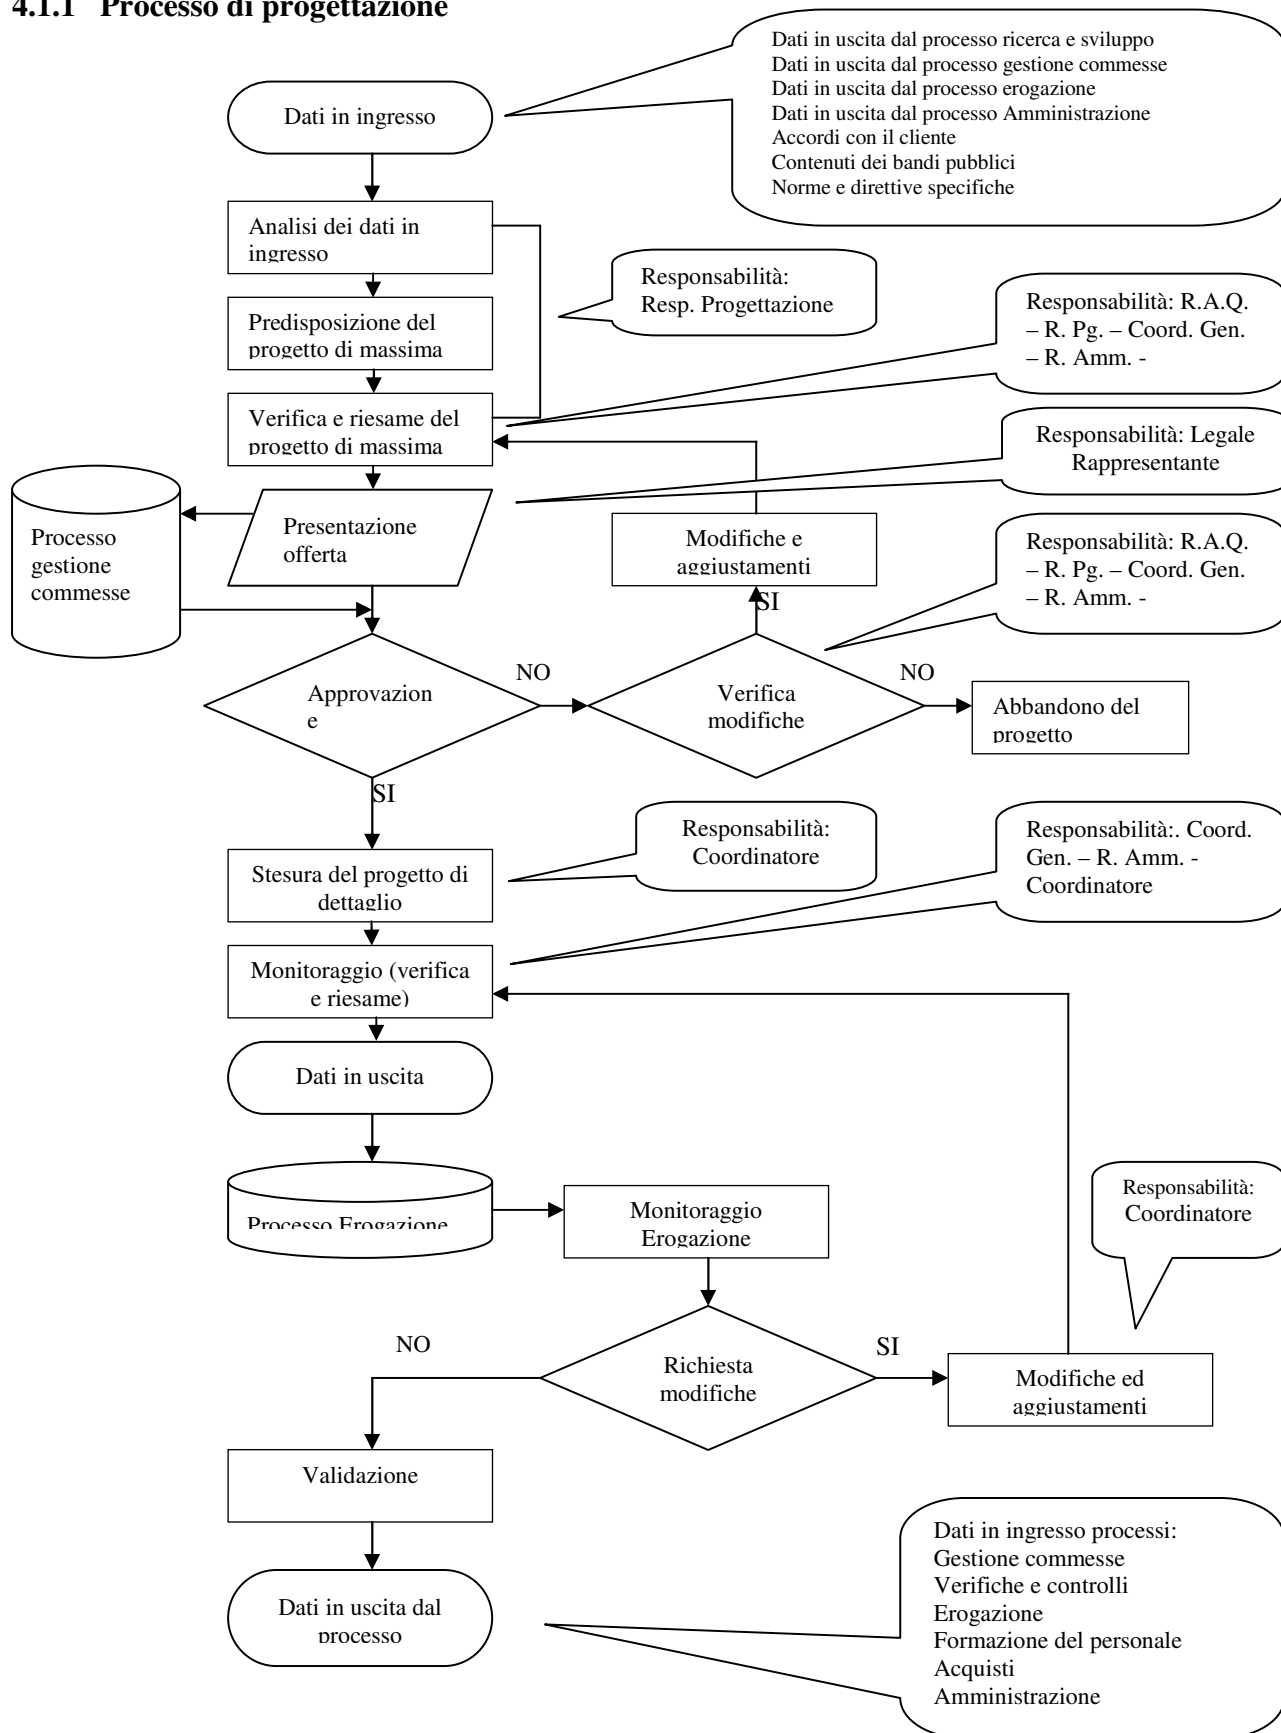 4.1.1 Processo di progettazione
Dati in uscita dal processo ricerca e sviluppo
Dati in uscita dal processo gestione commesse
Dati in uscita dal processo erogazione
Dati in uscita dal processo Amministrazione
Accordi con il cliente
Contenuti dei bandi pubblici
Norme e direttive specifiche
Dati in ingresso
Analisi dei dati in
ingresso
Responsabilità:
Resp. Progettazione
Predisposizione del
progetto di massima
Responsabilità: R.A.Q.
– R. Pg. – Coord. Gen.
– R. Amm. -
Verifica e riesame del
progetto di massima
Responsabilità: Legale
Rappresentante
Processo
gestione
commesse
Presentazione
offerta
Modifiche e
aggiustamenti
Responsabilità: R.A.Q.
– R. Pg. – Coord. Gen.
– R. Amm. -
SI
Approvazion
e
NO
Verifica
modifiche
NO
Abbandono del
progetto
SI
Responsabilità:
Coordinatore
Responsabilità:. Coord.
Gen. – R. Amm. -
Coordinatore
Stesura del progetto di
dettaglio
Monitoraggio (verifica
e riesame)
Dati in uscita
Processo Erogazione
Monitoraggio
Erogazione
Responsabilità:
Coordinatore
NO
Richiesta
modifiche
SI
Modifiche ed
aggiustamenti
Validazione
Dati in uscita dal
processo
Dati in ingresso processi:
Gestione commesse
Verifiche e controlli
Erogazione
Formazione del personale
Acquisti
Amministrazione